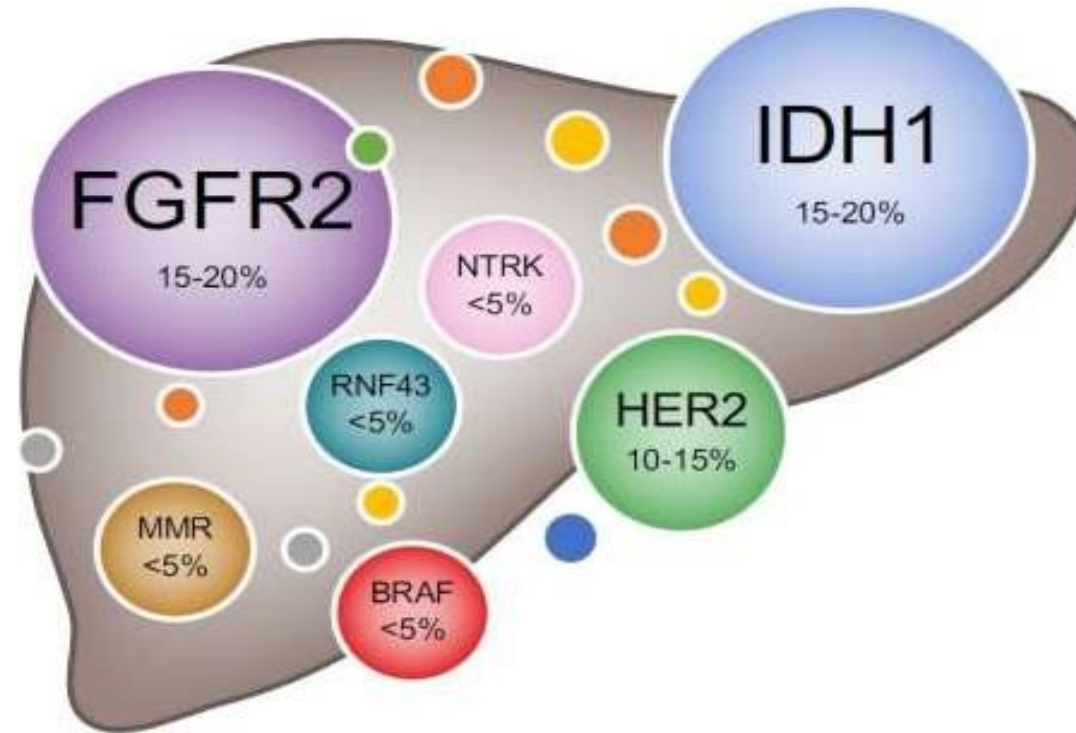 FGFR2
15-20%
IDH1
15-20%
NTRK
<5%
RNF43
<5%
HER2
10-15%
MMR
<5%
BRAF
<5%